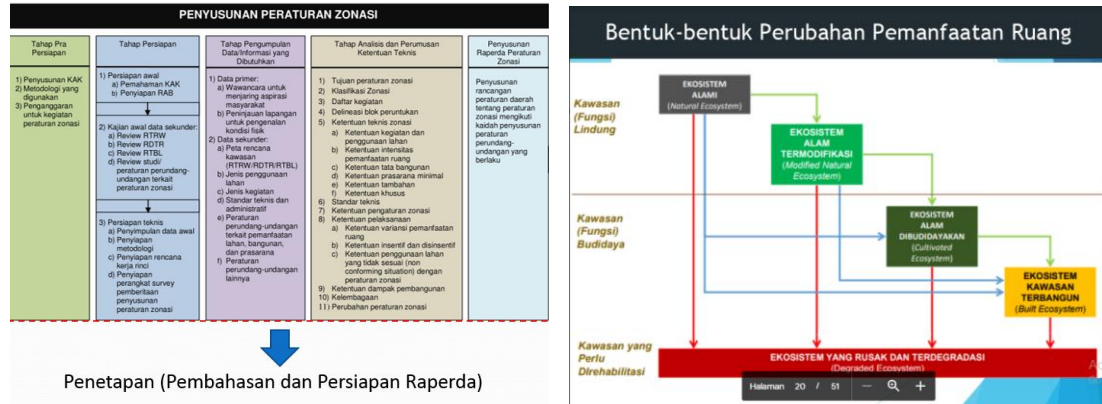 PENYUSUNAN PERATURAN ZONASI
Tahap Pra
Persiapan
1) Penyusunan KAK
2) Metodologi yang
digunakan
3) Penganggaran
untuk kegiatan
peraturan zonasi
Tahap Persiapan
1) Persiapan awal
a) Pemahaman KAK
b) Penyiapan RAB
2) Kajian awal data sekunder:
a) Review RTRW
b) Review RDTR
c) Review RTBL
d) Review studi/
peraturan perundang-
undangan terkait
peraturan zonasi
3) Persiapan teknis
a) Penyimpulan data awal
b) Penyiapan
metodologi
c) Penyiapan rencana
kerja rinci
d) Penyiapan
perangkat survey
pemberitaan
penyusunan
peraturan zonasi
Tahap Pengumpulan
Data/Informasi yang
Dibutuhkan
1) Data primer:
a) Wawancara untuk
menjaring aspirasi
masyarakat
b) Peninjauan lapangan
untuk pengenalan
kondisi fisik
2) Data sekunder:
a) Peta rencana
kawasan
(RTRW/RDTR/RTBL)
b) Jenis penggunaan
lahan
c) Jenis kegiatan
d) Standar teknis dan
administratif
e) Peraturan
perundang-undangan
terkait pemanfaatan
lahan, bangunan,
dan prasarana
f) Peraturan
perundang-undangan
lainnya
Tahap Analisis dan Perumusan
Ketentuan Teknis
1) Tujuan peraturan zonasi
2) Klasifikasi Zonasi
3) Daftar kegiatan
4) Delineasi blok peruntukan
5) Ketentuan teknis zonasi
a) Ketentuan kegiatan dan
penggunaan lahan
b) Ketentuan intensitas
pemanfaatan ruang
c) Ketentuan tata bangunan
d) Ketentuan prasarana minimal
e) Ketentuan tambahan
f) Ketentuan khusus
6) Standar teknis
7) Ketentuan pengaturan zonasi
8) Ketentuan pelaksanaan
a) Ketentuan variansi pemanfaatan
ruang
b) Ketentuan insentif dan disinsentif
c) Ketentuan penggunaan lahan
yang tidak sesuai (non
conforming situation) dengan
peraturan zonasi
9) Ketentuan dampak pembangunan
10) Kelembagaan
11) Perubahan peraturan zonasi
Penyusunan
Raperda Peraturan
Zonasi
Penyusunan
rancangan
peraturan daerah
tentang peraturan
zonasi mengikuti
kaidah penyusunan
peraturan
perundang-
undangan yang
berlaku
Penetapan (Pembahasan dan Persiapan Raperda)
Bentuk-bentuk Perubahan Pemanfaatan Ruang
Kawasan
(Fungsi)
Lindung
EKOSISTEM
ALAMI
(Natural Ecosystem)
EKOSISTEM
ALAM
TERMODIFIKASI
(Modified Natural
Ecosystem)
Kawasan
(Fungsi)
Budidaya
EKOSISTEM
ALAM
DIBUDIDAYAKAN
(Cultivated
Ecosystem)
EKOSISTEM
KAWASAN
TERBANGUN
(Built Ecosystem)
Kawasan yang
Perlu
DIrehabilitasi
EKOSISTEM YANG RUSAK DAN TERDEGRADASI
(Degraded Ecosystem)
Halaman 20 / 51